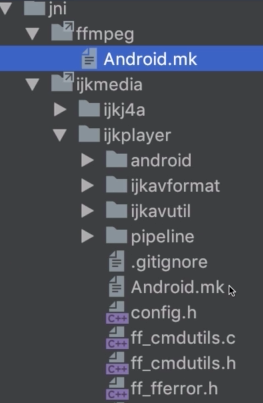 jni
ffmpeg
Android.mk
ijkmedia
ijkj4a
ijkplayer
android
ijkavformat
ijkavutil
pipeline
.gitignore
Android.mk
C++ config.h
C++ ff_cmdutils.c
C++ ff_cmdutils.h
C++ ff_fferror.h